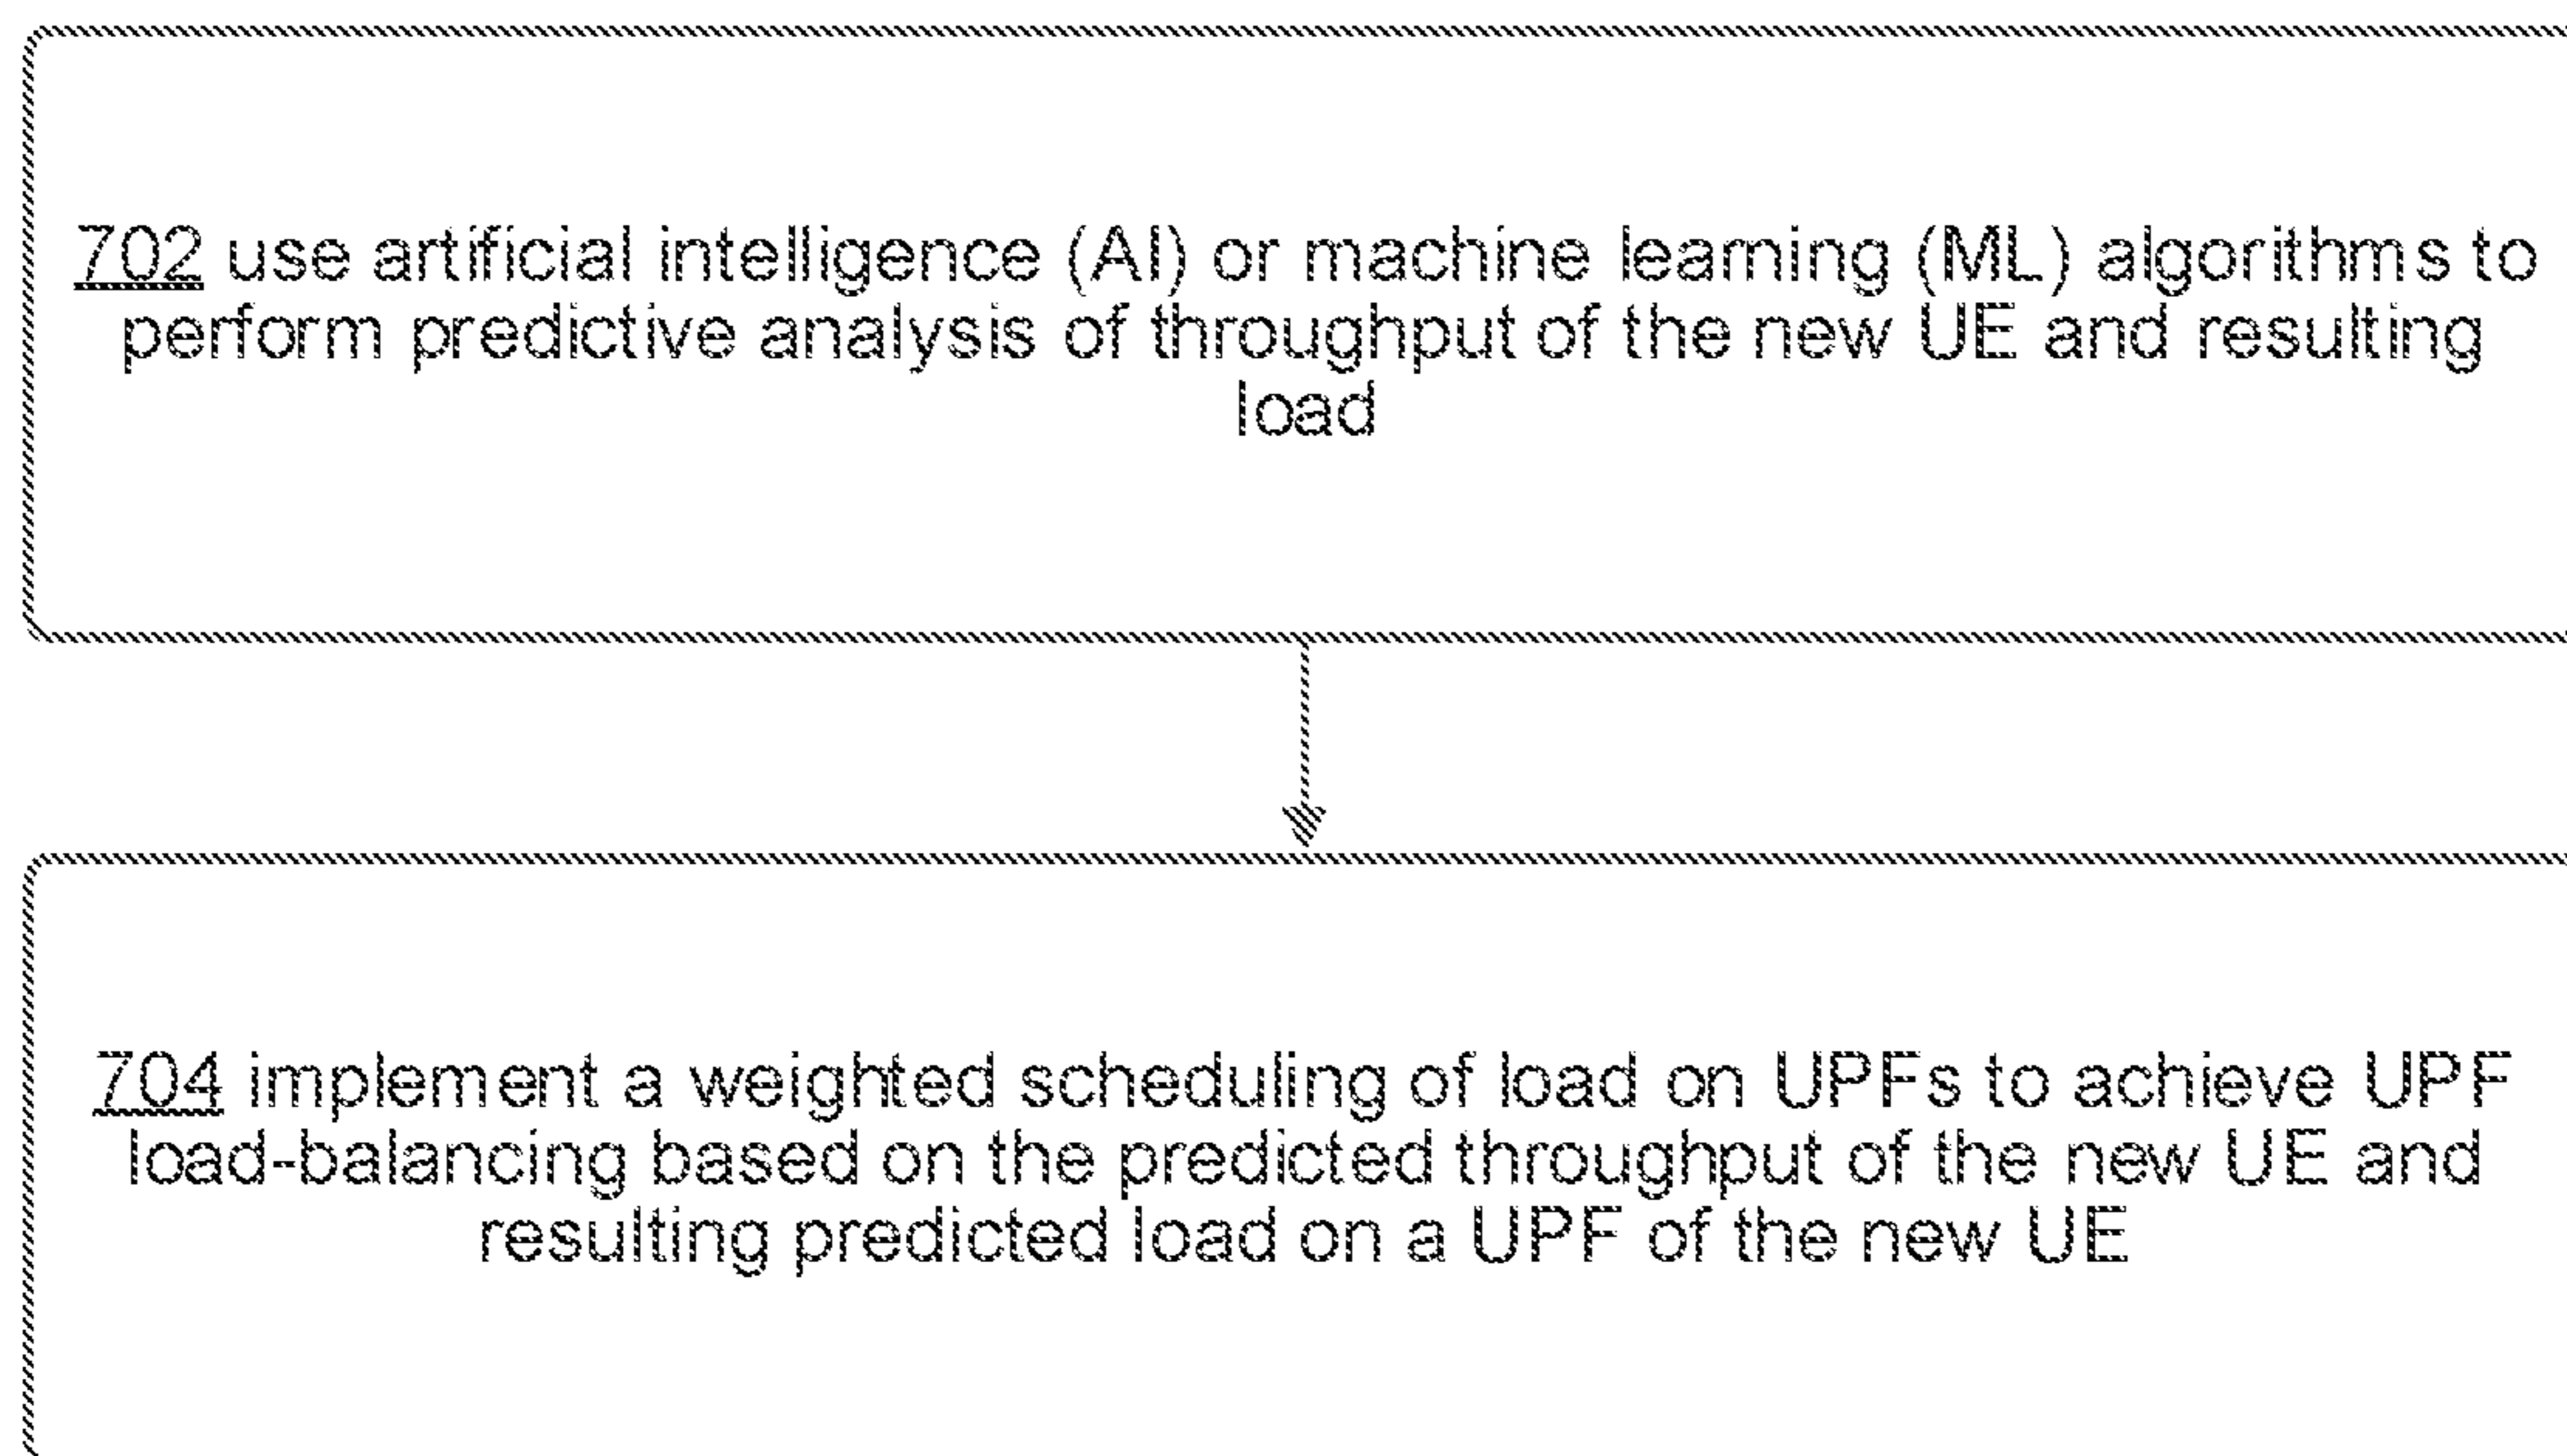 702 use artificial intelligence (AI) or machine learning (ML) algorithms to
perform predictive analysis of throughput of the new UE and resulting
load
704 implement a weighted scheduling of load on UPFs to achieve UPF
load-balancing based on the predicted throughput of the new UE and
resulting predicted load on a UPF of the new UE